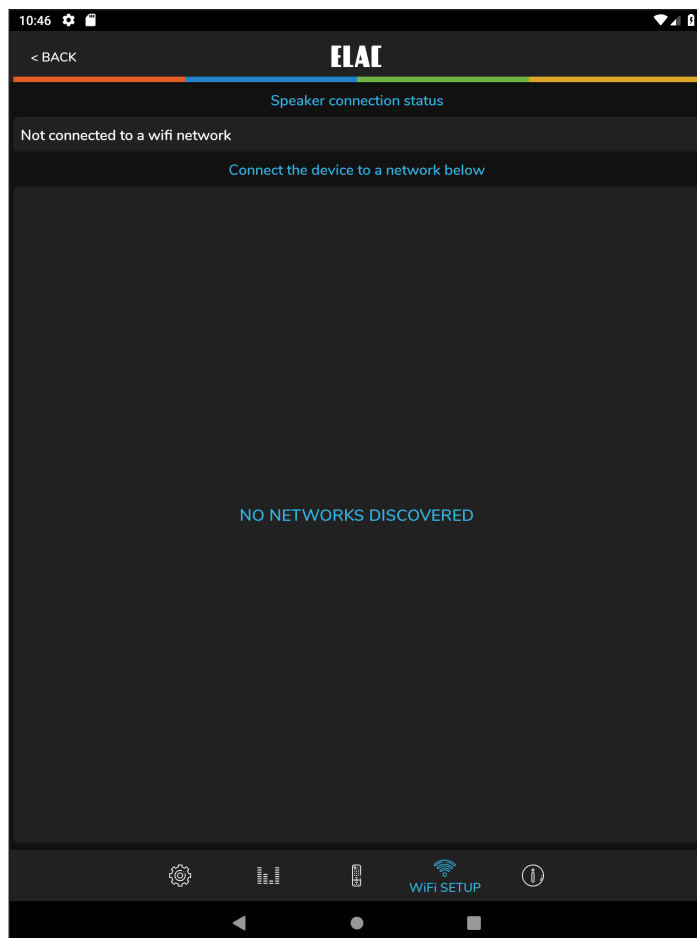 10:46
< BACK
ELAC
Speaker connection status
Not connected to a wifi network
Connect the device to a network below
NO NETWORKS DISCOVERED
WiFi SETUP